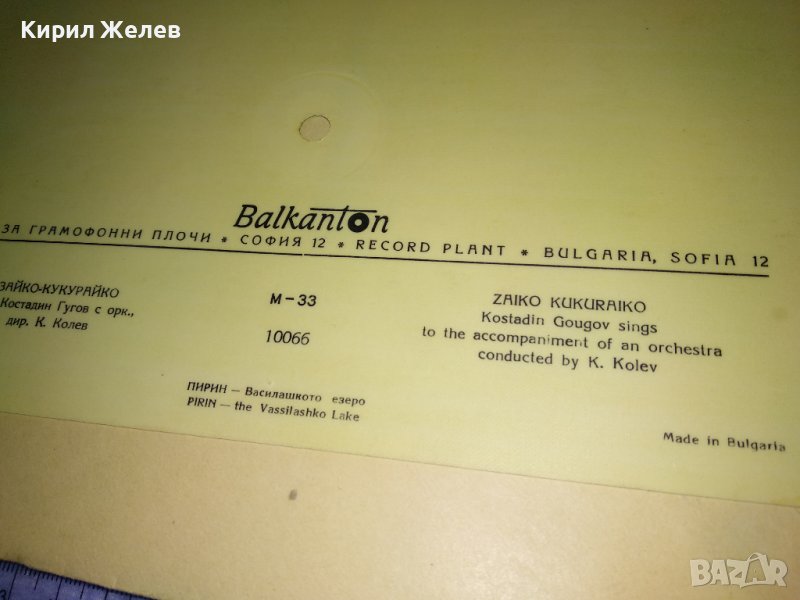 Кирил Желев
Balkanton
ЗА ГРАМОФОННИ ПЛОЧИ * СОФИЯ 12 * RECORD PLANT * BULGARIA, SOFIA 12
ЗАЙКО-КУКУРАЙКО
Костадин Гугов с орк.,
дир. К. Колев
М-33
10066
ПИРИН — Василашкото езеро
PIRIN — the Vassilashko Lake
ZAIKO KUKURAIKO
Kostadin Gougov sings
to the accompaniment of an orchestra
conducted by K. Kolev
Made in Bulgaria
BAZAR